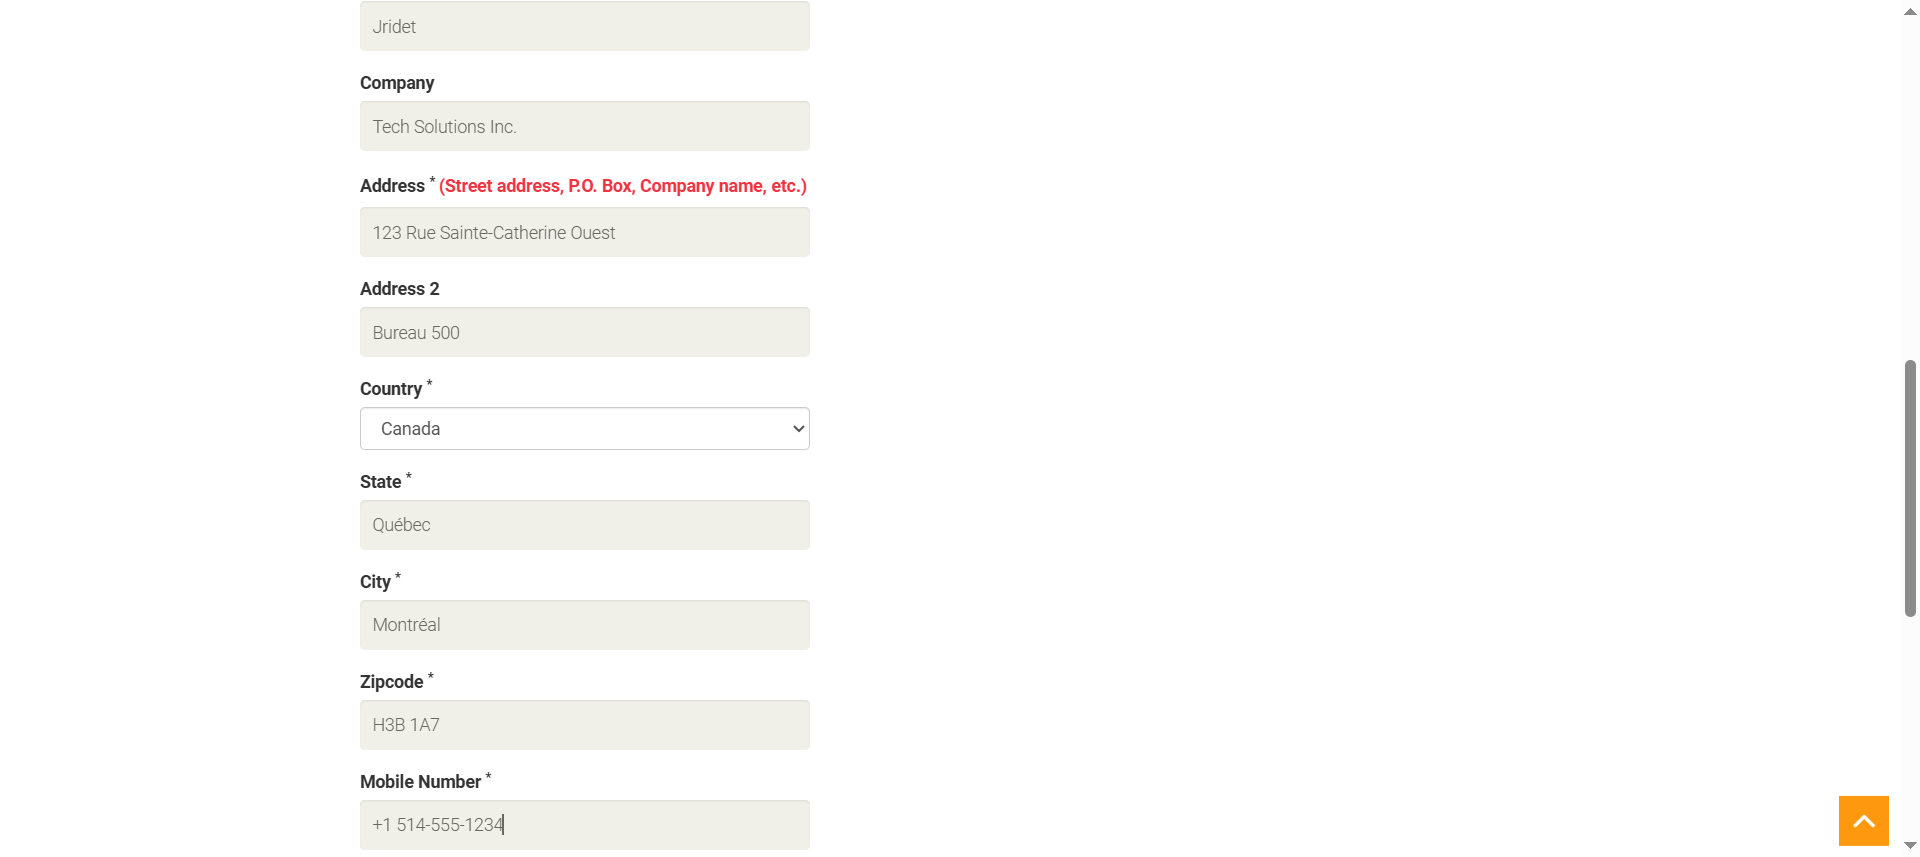 Jridet
Company
Tech Solutions Inc.
Address * (Street address, P.O. Box, Company name, etc.)
123 Rue Sainte-Catherine Ouest
Address 2
Bureau 500
Country *
Canada
State *
Québec
City *
Montréal
Zipcode *
H3B 1A7
Mobile Number *
+1 514-555-1234